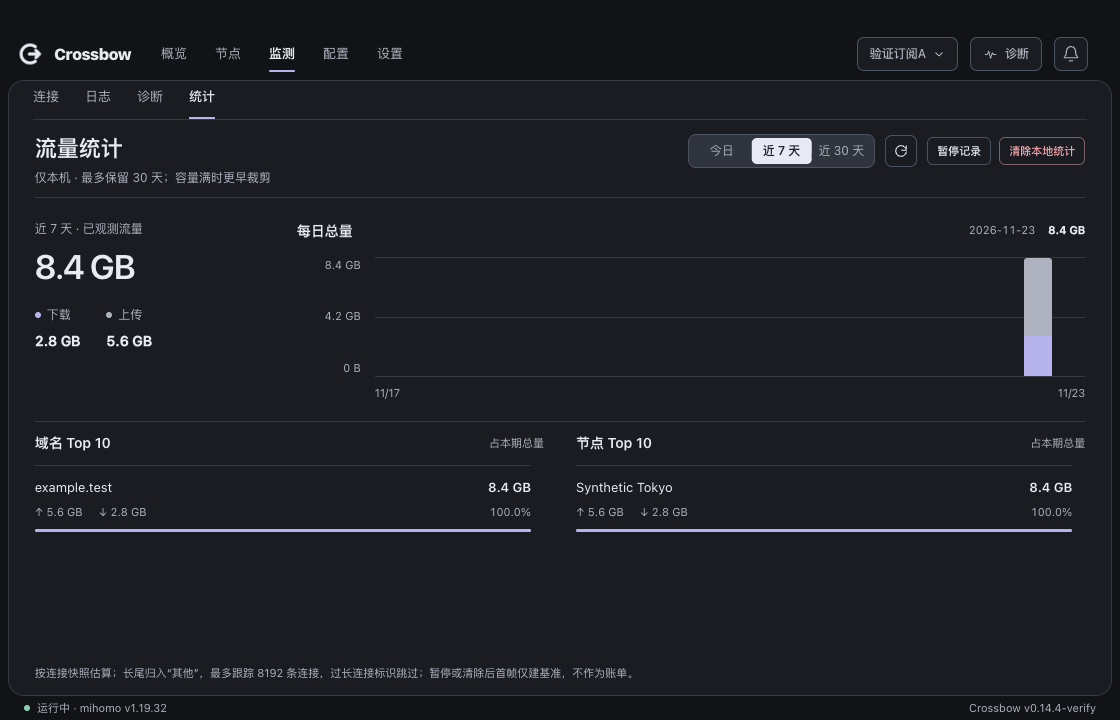 Crossbow 概览 节点 监测 配置 设置 验证订阅A 诊断
连接 日志 诊断 统计
流量统计
仅本机 · 最多保留 30 天；容量满时更早裁剪
今日 近 7 天 近 30 天 暂停记录 清除本地统计
近 7 天 · 已观测流量
8.4 GB
下载 上传
2.8 GB 5.6 GB
每日总量 2026-11-23 8.4 GB
8.4 GB
4.2 GB
0 B
11/17 11/23
域名 Top 10 占本期总量
example.test 8.4 GB
↑ 5.6 GB ↓ 2.8 GB 100.0%
节点 Top 10 占本期总量
Synthetic Tokyo 8.4 GB
↑ 5.6 GB ↓ 2.8 GB 100.0%
按连接快照估算；长尾归入“其他”，最多跟踪 8192 条连接，过长连接标识跳过；暂停或清除后首帧仅建基准，不作为账单。
运行中 · mihomo v1.19.32 Crossbow v0.14.4-verify